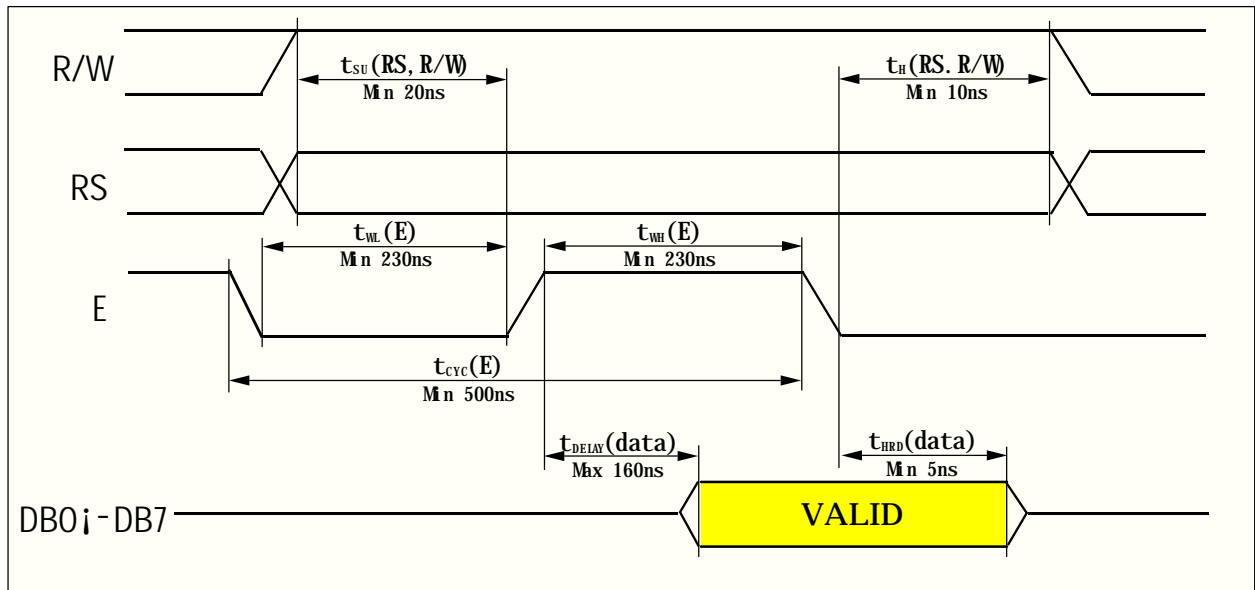 R/W
tSU(RS, R/W)
Min 20ns
tH(RS. R/W)
Min 10ns
RS
tWL(E)
Min 230ns
tWH(E)
Min 230ns
E
tCYC(E)
Min 500ns
tDELAY(data)
Max 160ns
tHRD(data)
Min 5ns
DB0¡-DB7
VALID